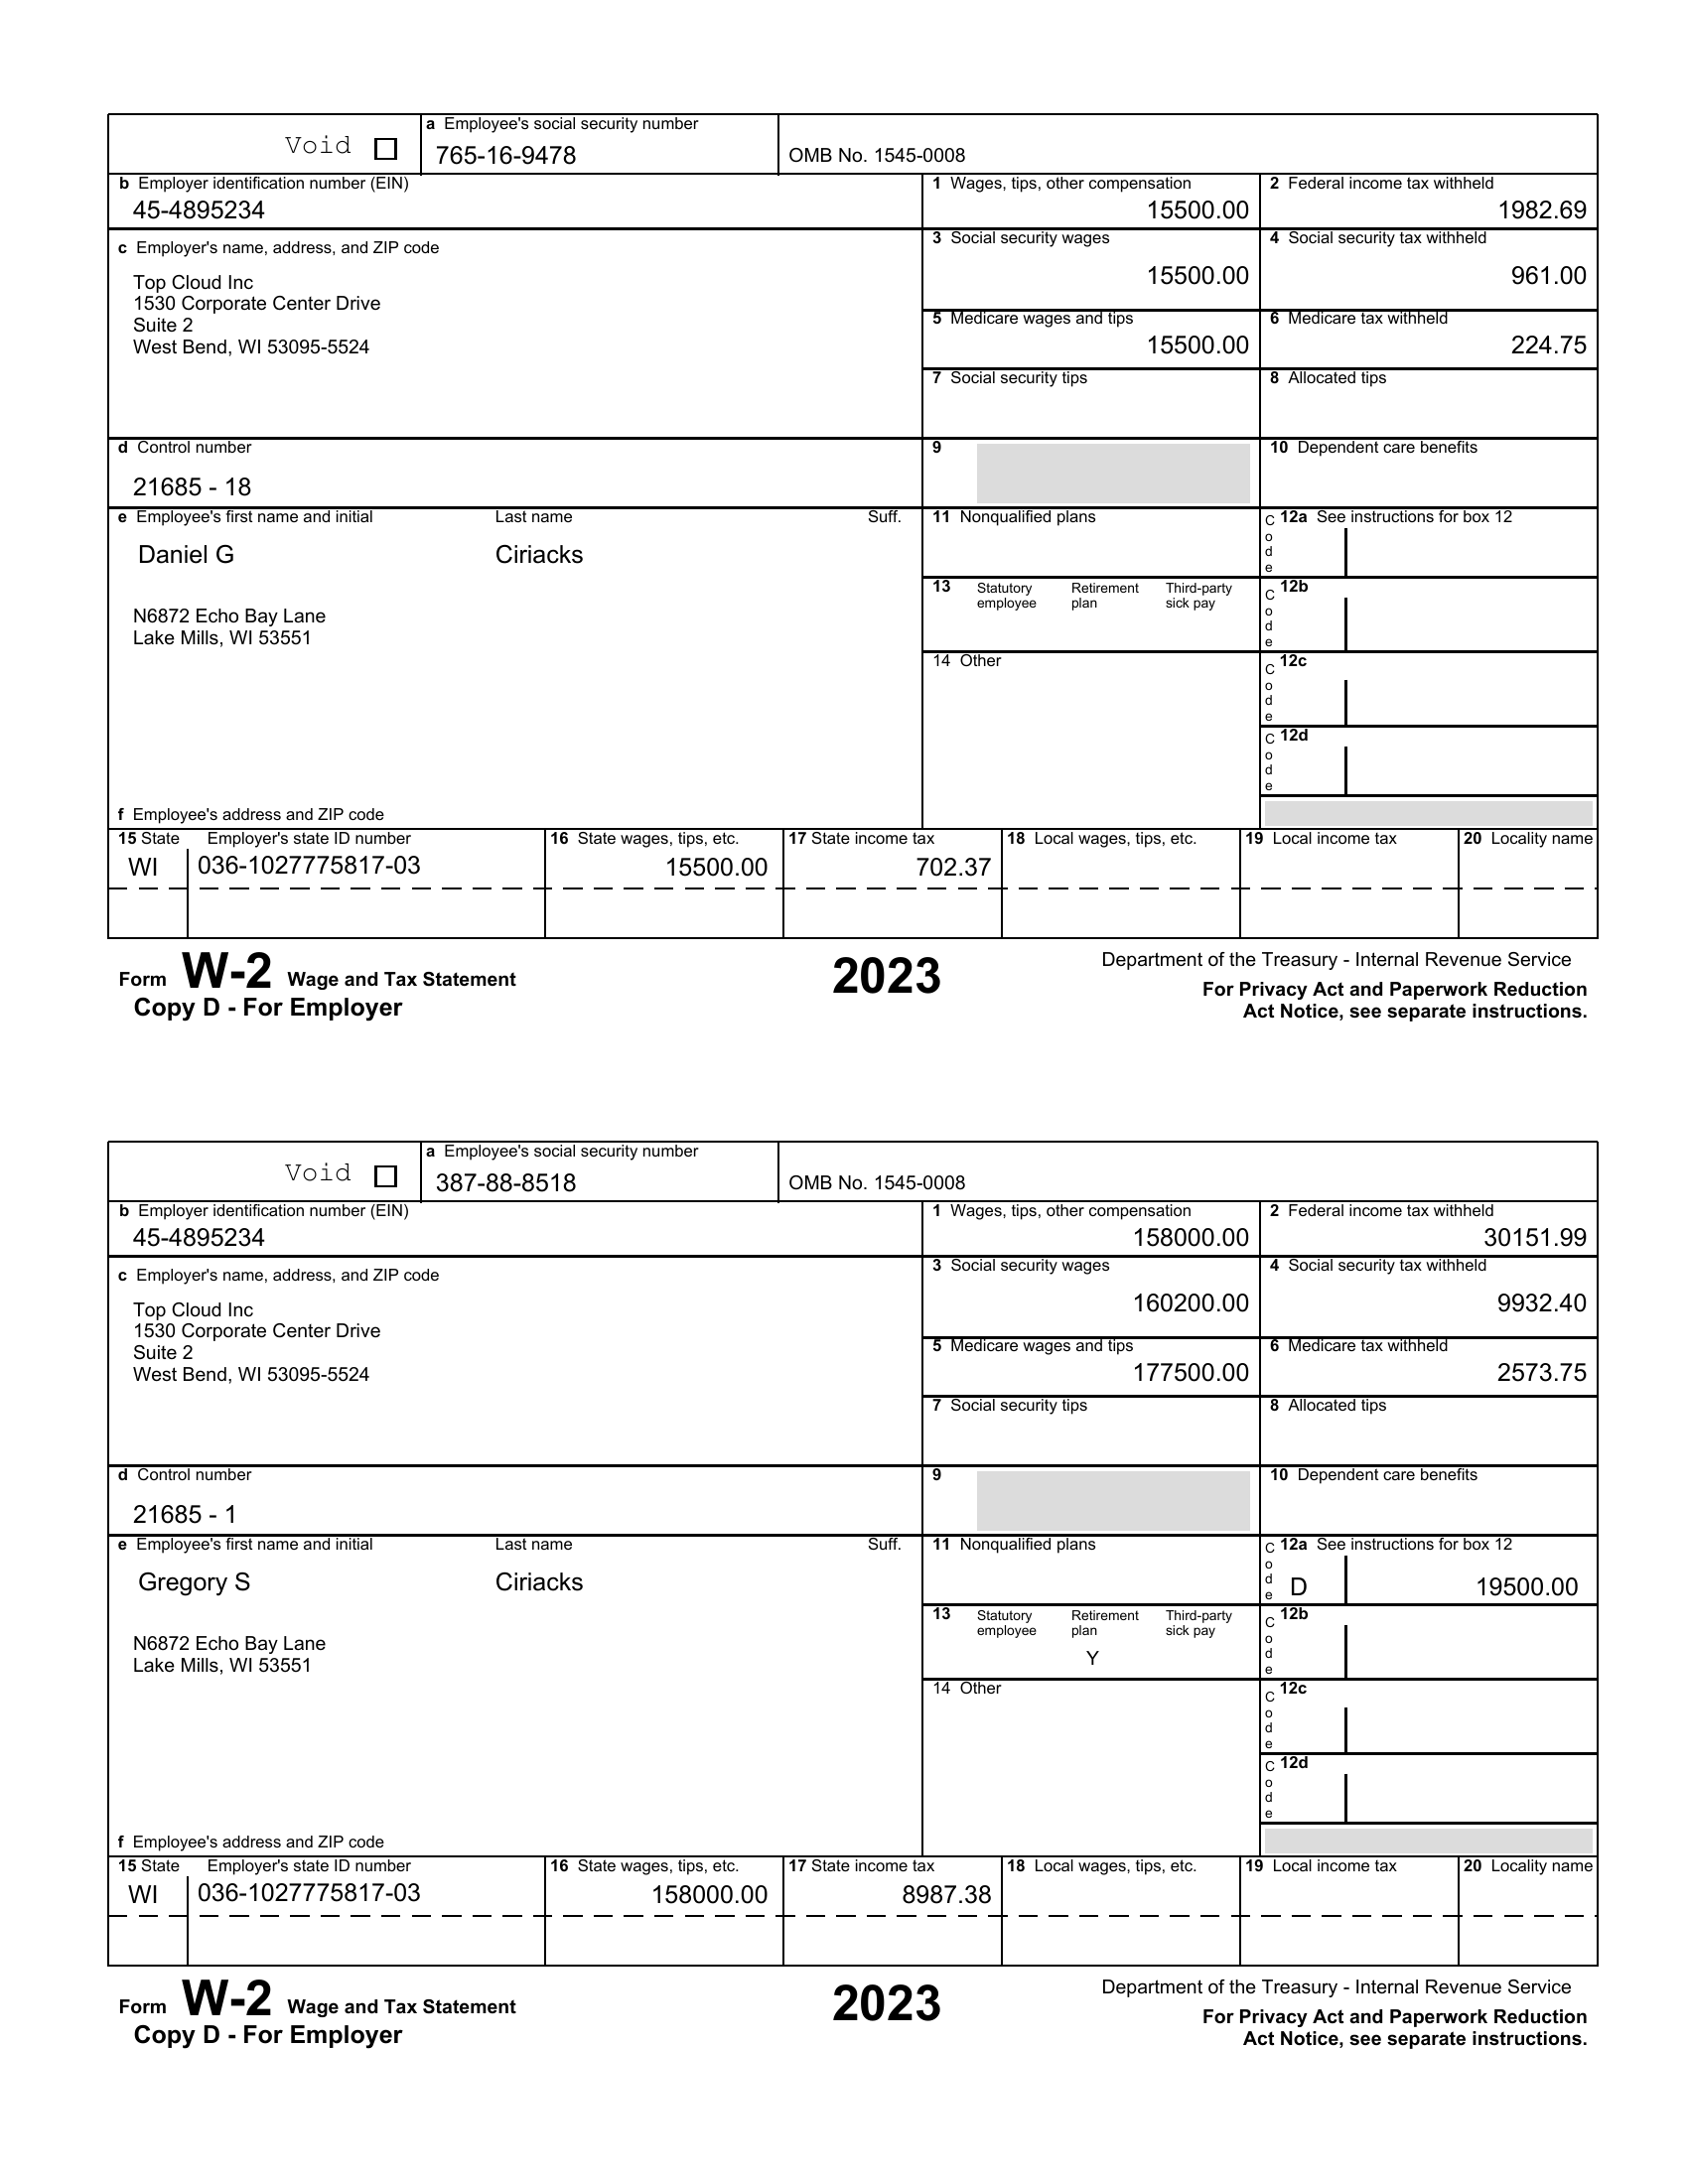 Void
a Employee's social security number
765-16-9478
OMB No. 1545-0008
b Employer identification number (EIN)
45-4895234
1 Wages, tips, other compensation
15500.00
2 Federal income tax withheld
1982.69
c Employer's name, address, and ZIP code
Top Cloud Inc
1530 Corporate Center Drive
Suite 2
West Bend, WI 53095-5524
3 Social security wages
15500.00
4 Social security tax withheld
961.00
5 Medicare wages and tips
15500.00
6 Medicare tax withheld
224.75
7 Social security tips
8 Allocated tips
d Control number
21685 - 18
9
10 Dependent care benefits
e Employee's first name and initial Last name Suff.
Daniel G Ciriacks
N6872 Echo Bay Lane
Lake Mills, WI 53551
11 Nonqualified plans
Code 12a See instructions for box 12
13 Statutory employee Retirement plan Third-party sick pay
Code 12b
14 Other
Code 12c
Code 12d
f Employee's address and ZIP code
15 State Employer's state ID number 16 State wages, tips, etc. 17 State income tax 18 Local wages, tips, etc. 19 Local income tax 20 Locality name
WI 036-1027775817-03 15500.00 702.37
Form W-2 Wage and Tax Statement
Copy D - For Employer
2023
Department of the Treasury - Internal Revenue Service
For Privacy Act and Paperwork Reduction
Act Notice, see separate instructions.
Void
a Employee's social security number
387-88-8518
OMB No. 1545-0008
b Employer identification number (EIN)
45-4895234
1 Wages, tips, other compensation
158000.00
2 Federal income tax withheld
30151.99
c Employer's name, address, and ZIP code
Top Cloud Inc
1530 Corporate Center Drive
Suite 2
West Bend, WI 53095-5524
3 Social security wages
160200.00
4 Social security tax withheld
9932.40
5 Medicare wages and tips
177500.00
6 Medicare tax withheld
2573.75
7 Social security tips
8 Allocated tips
d Control number
21685 - 1
9
10 Dependent care benefits
e Employee's first name and initial Last name Suff.
Gregory S Ciriacks
N6872 Echo Bay Lane
Lake Mills, WI 53551
11 Nonqualified plans
Code 12a See instructions for box 12
D 19500.00
13 Statutory employee Retirement plan Third-party sick pay
Y
Code 12b
14 Other
Code 12c
Code 12d
f Employee's address and ZIP code
15 State Employer's state ID number 16 State wages, tips, etc. 17 State income tax 18 Local wages, tips, etc. 19 Local income tax 20 Locality name
WI 036-1027775817-03 158000.00 8987.38
Form W-2 Wage and Tax Statement
Copy D - For Employer
2023
Department of the Treasury - Internal Revenue Service
For Privacy Act and Paperwork Reduction
Act Notice, see separate instructions.